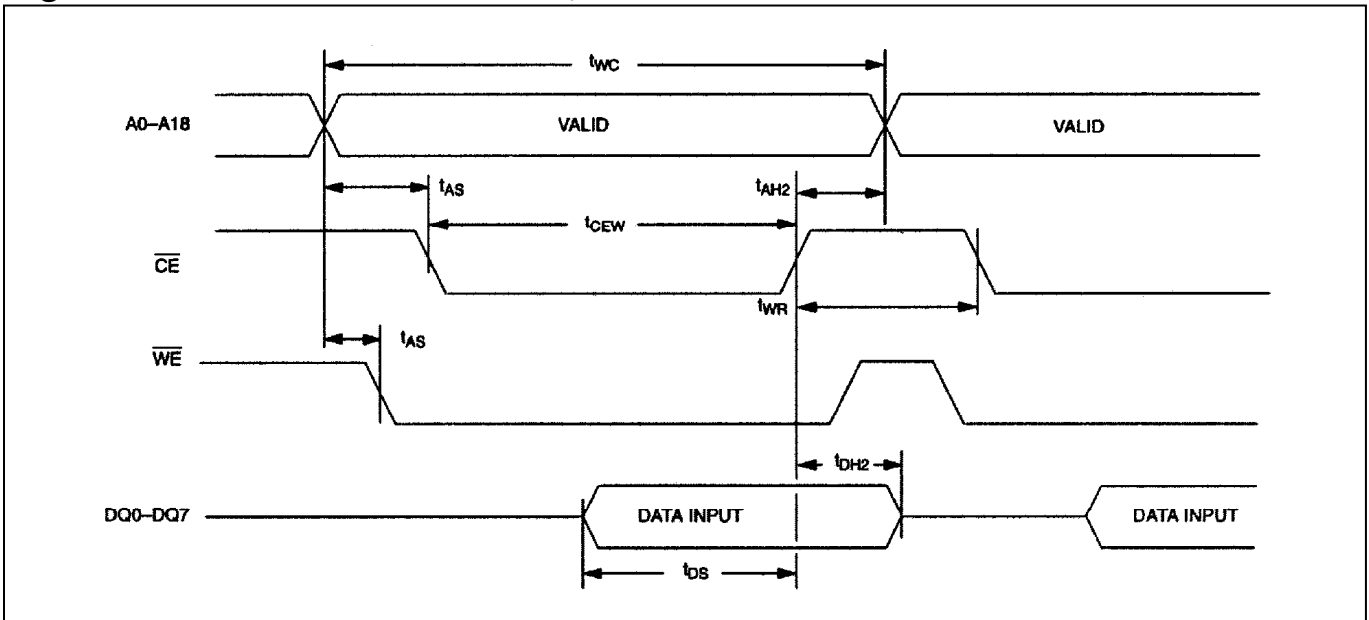 tWC
A0–A18
VALID
VALID
tAS
tAH2
tCEW
CE
tWR
tAS
WE
tDH2
DQ0–DQ7
DATA INPUT
DATA INPUT
tDS